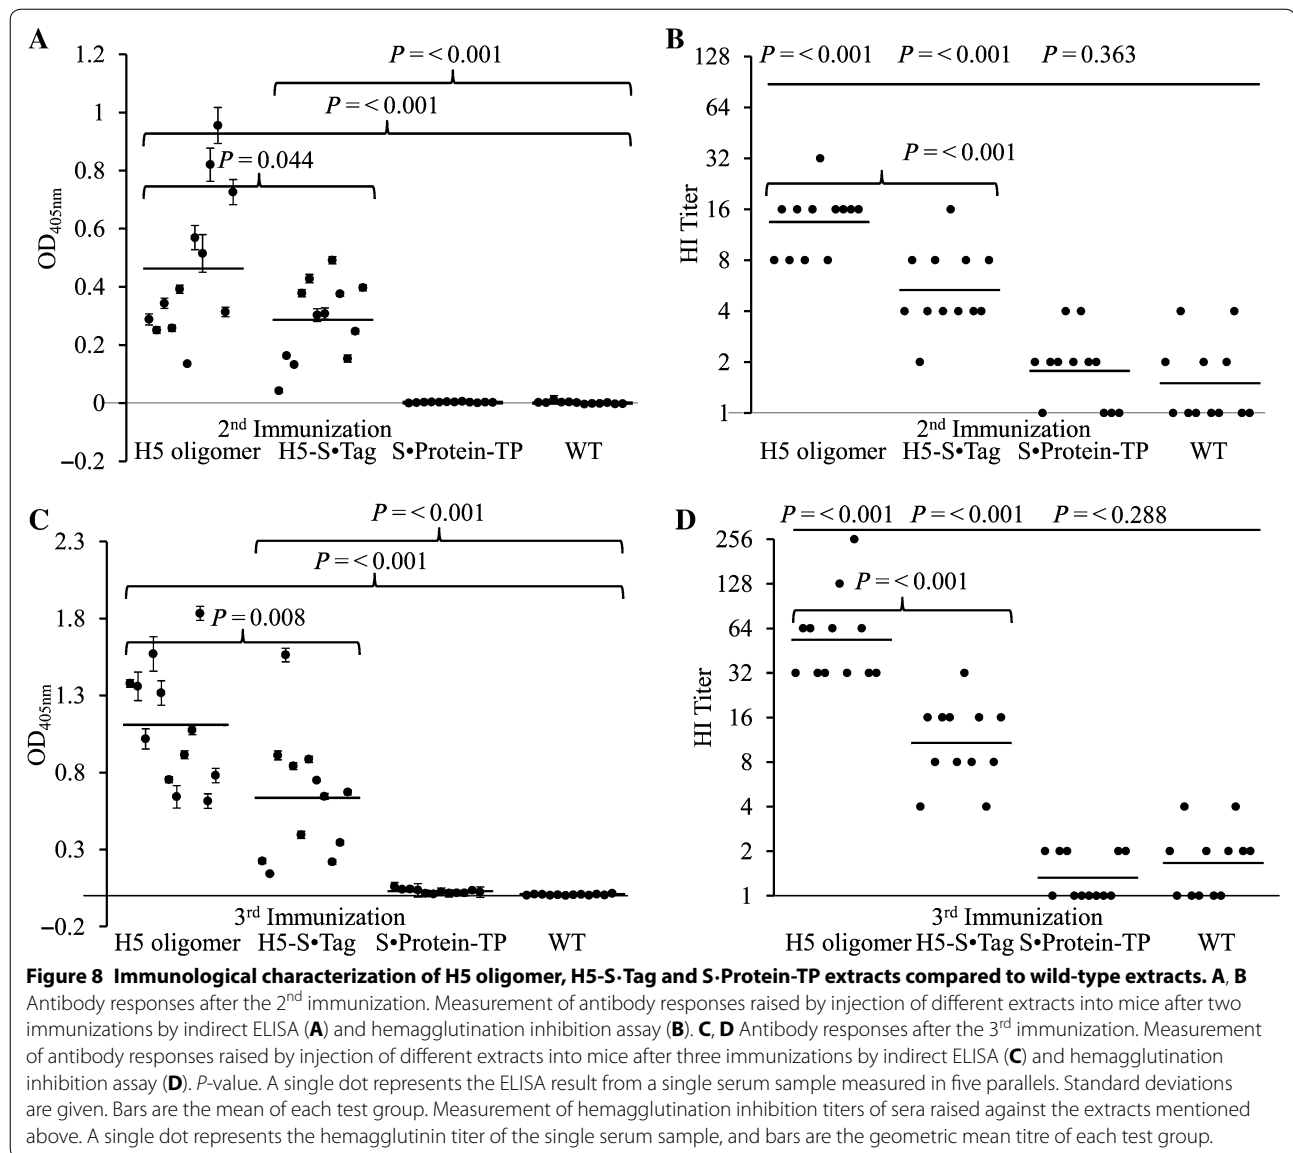 A
B
1.2
1
0.8
0.6
0.4
0.2
0
−0.2
OD405nm
P = <0.001
P = <0.001
P = 0.044
2nd Immunization
H5 oligomer H5-S•Tag S•Protein-TP WT
128
64
32
16
8
4
2
1
HI Titer
P = <0.001 P = <0.001 P = 0.363
P = <0.001
2nd Immunization
H5 oligomer H5-S•Tag S•Protein-TP WT
C
D
2.3
1.8
1.3
0.8
0.3
−0.2
OD405nm
P = <0.001
P = <0.001
P = 0.008
3rd Immunization
H5 oligomer H5-S•Tag S•Protein-TP WT
256
128
64
32
16
8
4
2
1
HI Titer
P = <0.001 P = <0.001 P = <0.288
P = <0.001
3rd Immunization
H5 oligomer H5-S•Tag S•Protein-TP WT
Figure 8 Immunological characterization of H5 oligomer, H5-S·Tag and S·Protein-TP extracts compared to wild-type extracts. A, B
Antibody responses after the 2nd immunization. Measurement of antibody responses raised by injection of different extracts into mice after two
immunizations by indirect ELISA (A) and hemagglutination inhibition assay (B). C, D Antibody responses after the 3rd immunization. Measurement
of antibody responses raised by injection of different extracts into mice after three immunizations by indirect ELISA (C) and hemagglutination
inhibition assay (D). P-value. A single dot represents the ELISA result from a single serum sample measured in five parallels. Standard deviations
are given. Bars are the mean of each test group. Measurement of hemagglutination inhibition titers of sera raised against the extracts mentioned
above. A single dot represents the hemagglutinin titer of the single serum sample, and bars are the geometric mean titre of each test group.